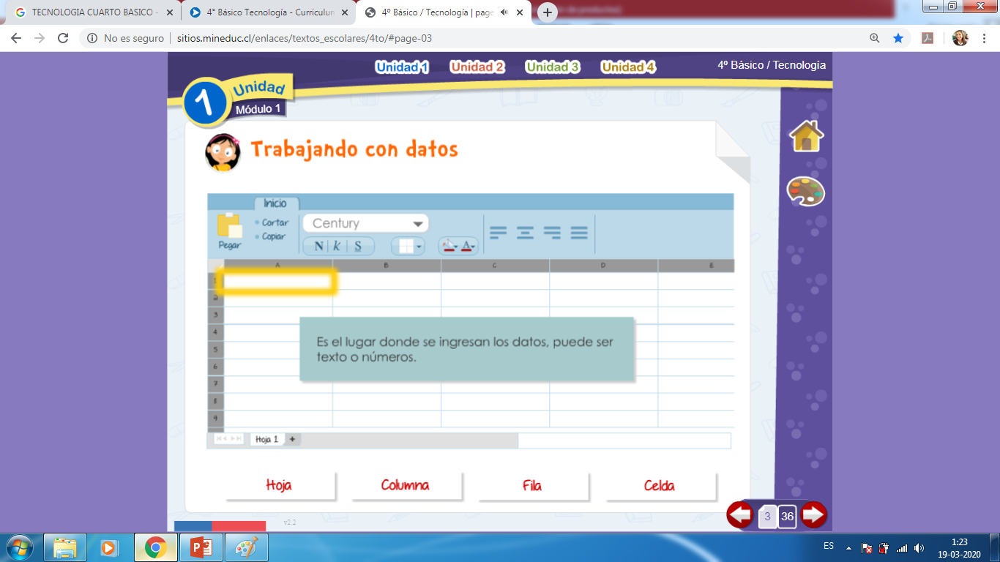 TECNOLOGIA CUARTO BASICO -
4° Básico Tecnología - Curriculun
4º Básico / Tecnología | page
No es seguro | sitios.mineduc.cl/enlaces/textos_escolares/4to/#page-03
Unidad 1 Unidad 2 Unidad 3 Unidad 4
4º Básico / Tecnología
1 Unidad
Módulo 1
Trabajando con datos
Inicio
Pegar
Cortar
Copiar
Century
N k S
A
A B C D E
1
2
3
4
5
6
7
8
9
Es el lugar donde se ingresan los datos, puede ser
texto o números.
Hoja 1 +
Hoja Columna Fila Celda
3 36
v2.2
ES
1:23
19-03-2020